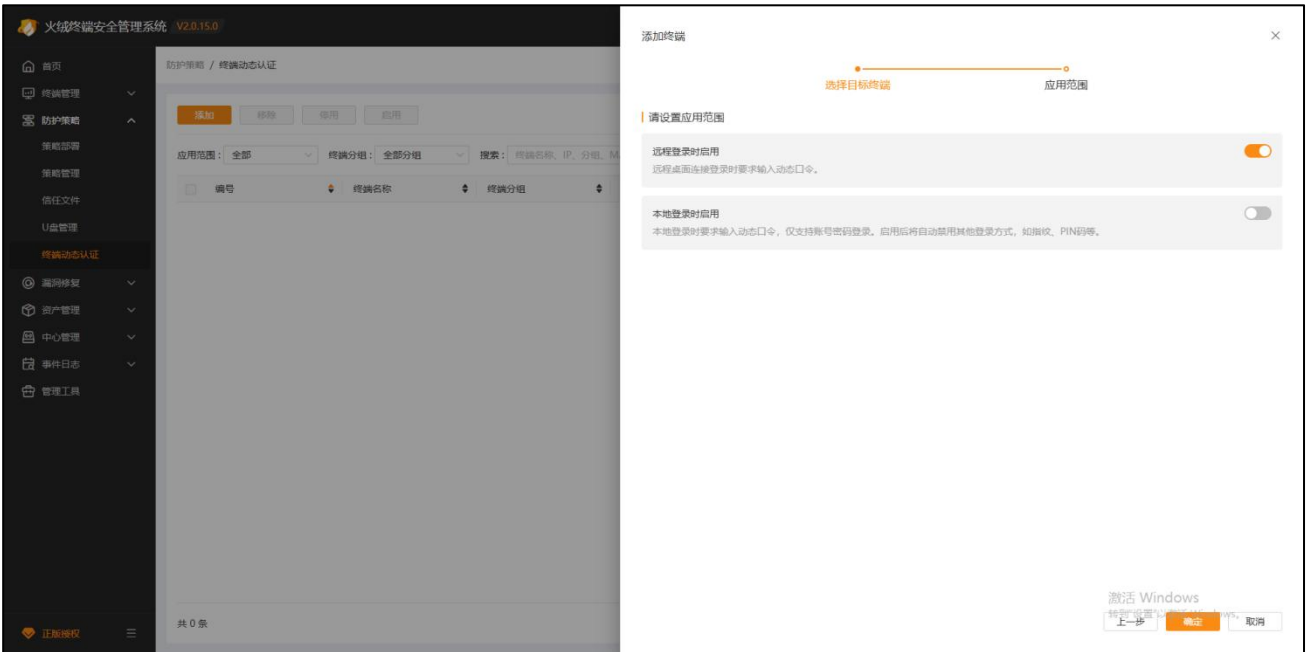 火绒终端安全管理系统 V2.0.15.0
首页
终端管理
防护策略
策略部署
策略管理
信任文件
U盘管理
终端动态认证
漏洞修复
资产管理
中心管理
事件日志
管理工具
正版授权
防护策略 / 终端动态认证
添加 移除 停用 启用
应用范围： 全部 终端分组： 全部分组 搜索： 终端名称、IP、分组、M
编号 终端名称 终端分组
共 0 条
添加终端
选择目标终端 应用范围
请设置应用范围
远程登录时启用
远程桌面连接登录时要求输入动态口令。
本地登录时启用
本地登录时要求输入动态口令，仅支持账号密码登录。启用后将自动禁用其他登录方式，如指纹、PIN码等。
激活 Windows
上一步 确定 取消